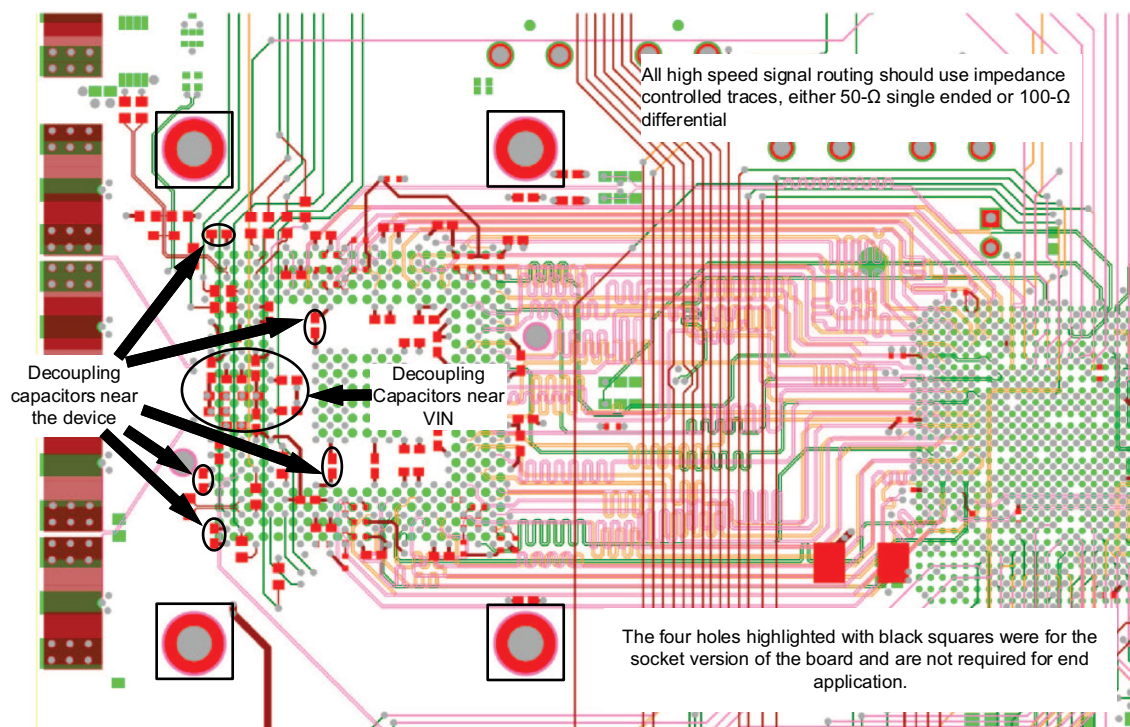 All high speed signal routing should use impedance
controlled traces, either 50-Ω single ended or 100-Ω
differential
Decoupling
capacitors near
the device
Decoupling
Capacitors near
VIN
The four holes highlighted with black squares were for the
socket version of the board and are not required for end
application.